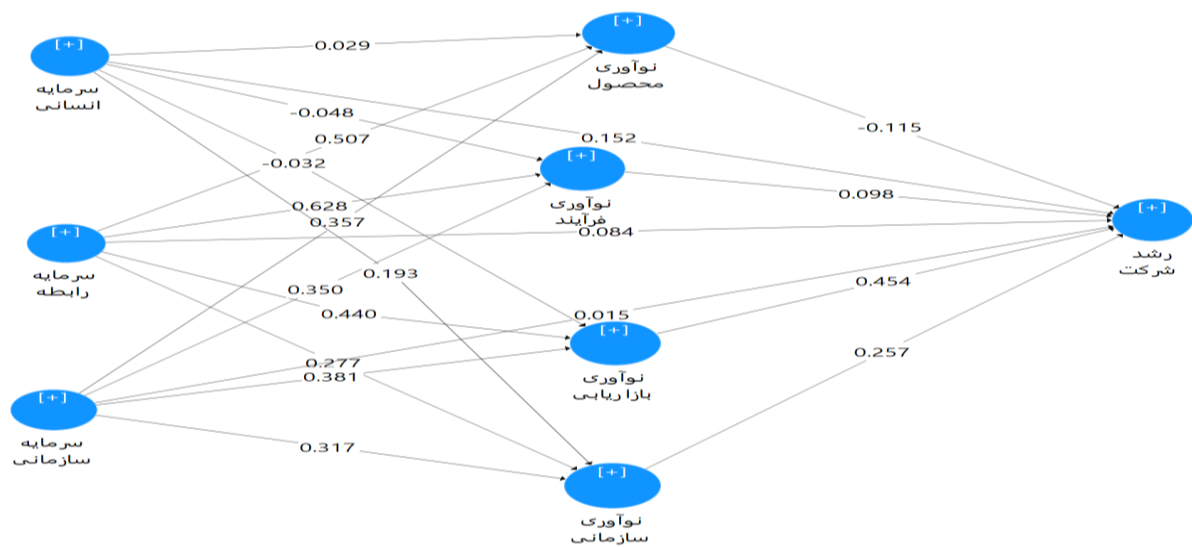 [+]
نوآوری
محصول
[+]
سرمایه
انسانی
0.029
-0.048
0.507
-0.115
0.152
-0.032
[+]
نوآوری
فرآیند
0.098
0.628
0.357
[+]
سرمایه
رابطه
0.084
[+]
رشد
شرکت
0.193
0.350
0.440
0.454
0.015
[+]
نوآوری
بازاریابی
0.257
0.277
0.381
[+]
سرمایه
سازمانی
0.317
[+]
نوآوری
سازمانی